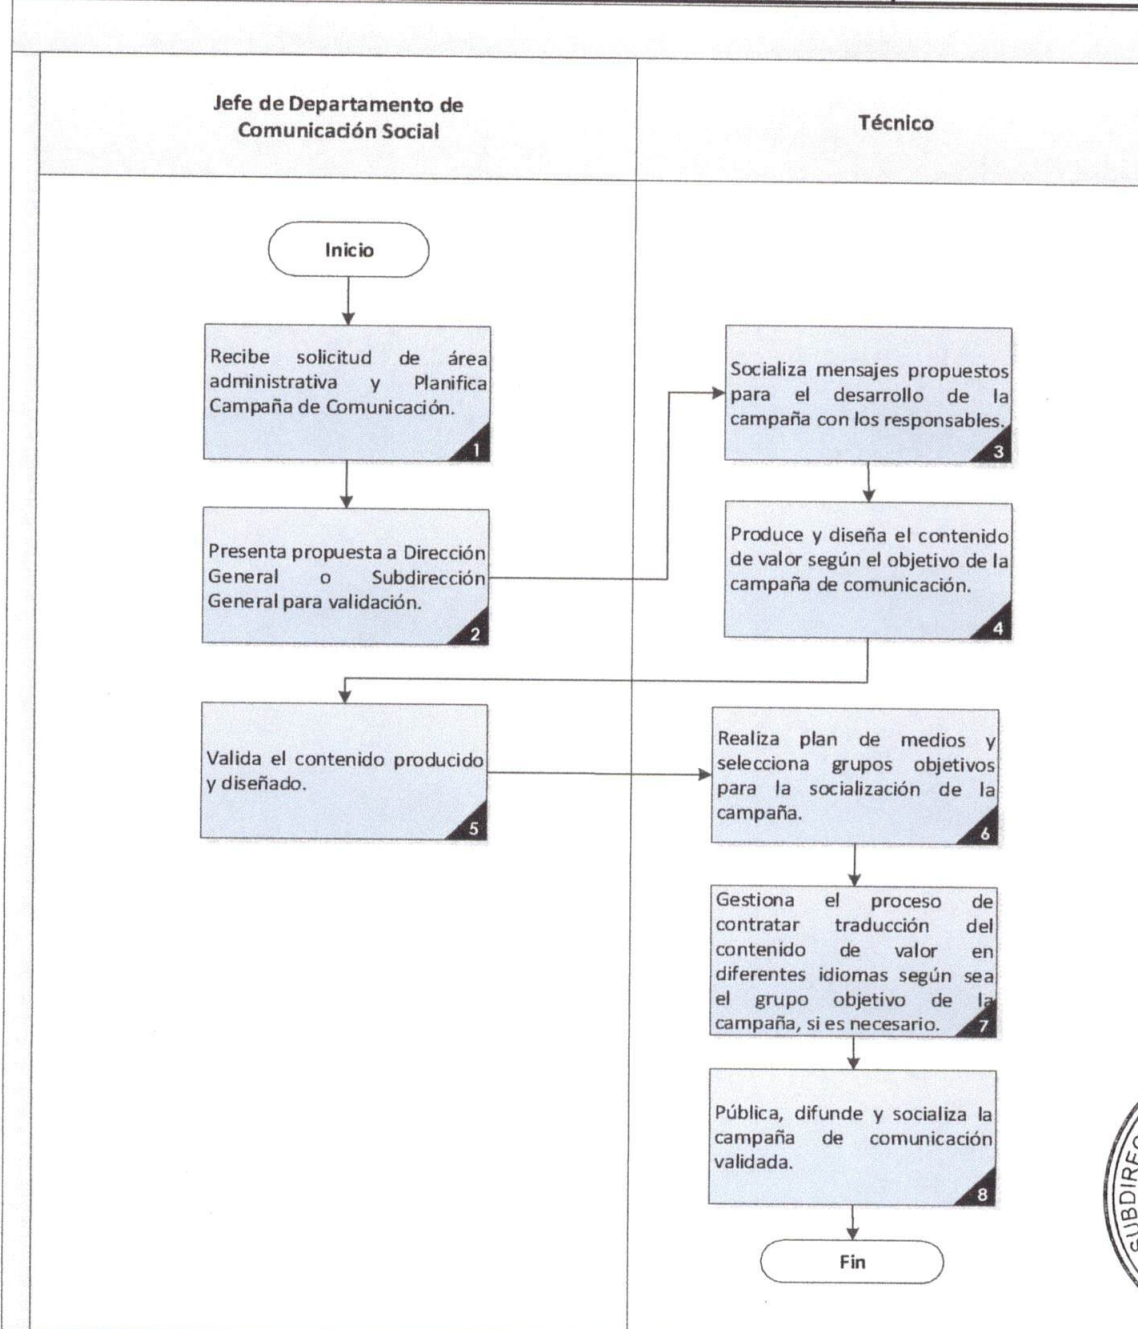 Jefe de Departamento de
Comunicación Social
Técnico
Inicio
Recibe solicitud de área
administrativa y Planifica
Campaña de Comunicación.
1
Presenta propuesta a Dirección
General o Subdirección
General para validación.
2
Socializa mensajes propuestos
para el desarrollo de la
campaña con los responsables.
3
Produce y diseña el contenido
de valor según el objetivo de la
campaña de comunicación.
4
Valida el contenido producido
y diseñado.
5
Realiza plan de medios y
selecciona grupos objetivos
para la socialización de la
campaña.
6
Gestiona el proceso de
contratar traducción del
contenido de valor en
diferentes idiomas según sea
el grupo objetivo de la
campaña, si es necesario.
7
Pública, difunde y socializa la
campaña de comunicación
validada.
8
Fin